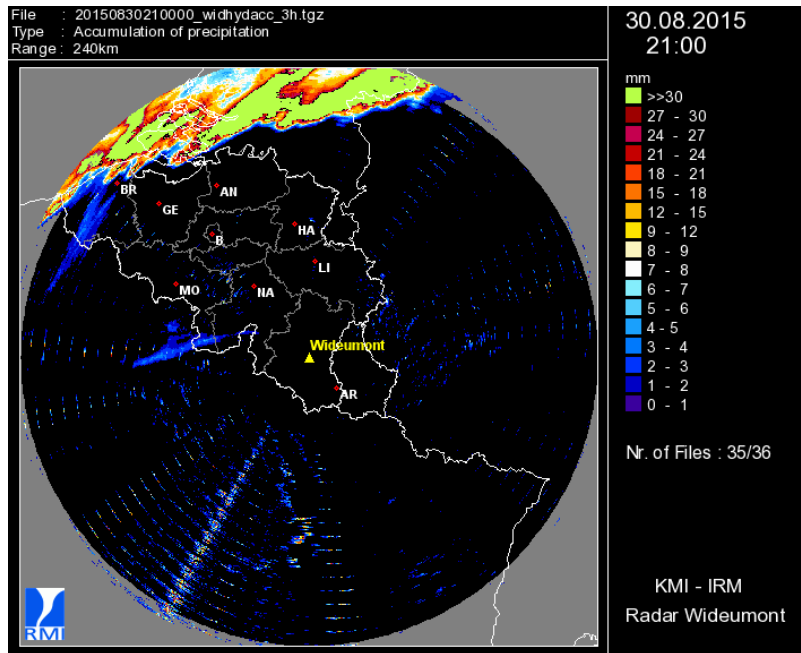 File : 20150830210000_widhydacc_3h.tgz
Type : Accumulation of precipitation
Range : 240km
30.08.2015
21:00
mm
>>30
27 - 30
24 - 27
21 - 24
18 - 21
15 - 18
12 - 15
9 - 12
8 - 9
7 - 8
6 - 7
5 - 6
4 - 5
3 - 4
2 - 3
1 - 2
0 - 1
Nr. of Files : 35/36
KMI - IRM
Radar Wideumont
BR
AN
GE
HA
B
LI
MO
NA
Wideumont
AR
RMI